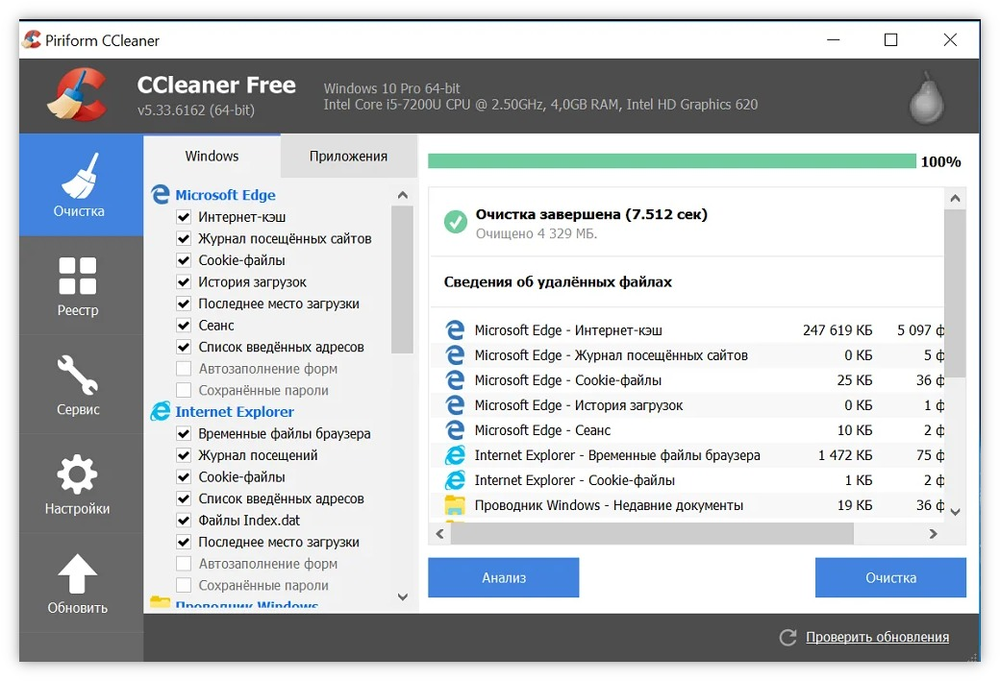 Piriform CCleaner
CCleaner Free
v5.33.6162 (64-bit)
Windows 10 Pro 64-bit
Intel Core i5-7200U CPU @ 2.50GHz, 4,0GB RAM, Intel HD Graphics 620
Очистка
Реестр
Сервис
Настройки
Обновить
Windows
Приложения
Microsoft Edge
Интернет-кэш
Журнал посещённых сайтов
Cookie-файлы
История загрузок
Последнее место загрузки
Сеанс
Список введённых адресов
Автозаполнение форм
Сохранённые пароли
Internet Explorer
Временные файлы браузера
Журнал посещений
Cookie-файлы
Список введённых адресов
Файлы Index.dat
Последнее место загрузки
Автозаполнение форм
Сохранённые пароли
Проводник Windows
100%
Очистка завершена (7.512 сек)
Очищено 4 329 МБ.
Сведения об удалённых файлах
Microsoft Edge - Интернет-кэш 247 619 КБ 5 097 ф
Microsoft Edge - Журнал посещённых сайтов 0 КБ 5 ф
Microsoft Edge - Cookie-файлы 25 КБ 36 ф
Microsoft Edge - История загрузок 0 КБ 1 ф
Microsoft Edge - Сеанс 10 КБ 2 ф
Internet Explorer - Временные файлы браузера 1 472 КБ 75 ф
Internet Explorer - Cookie-файлы 1 КБ 2 ф
Проводник Windows - Недавние документы 19 КБ 36 ф
Анализ
Очистка
Проверить обновления